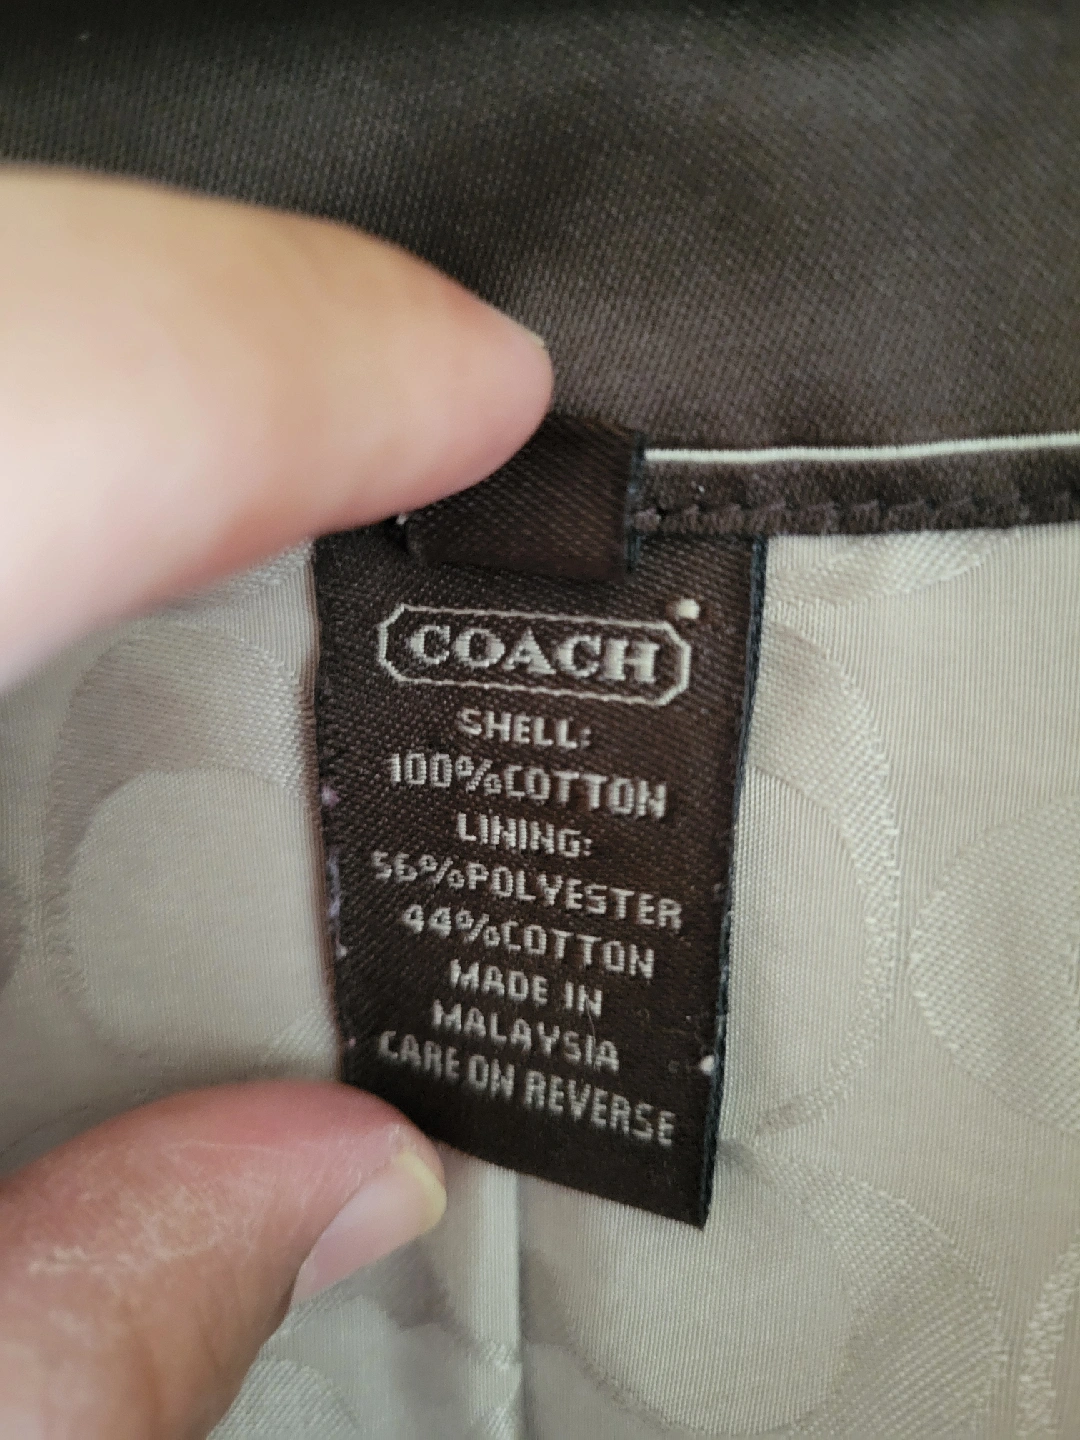 COACH
SHELL:
100%COTTON
LINING:
56%POLYESTER
44%COTTON
MADE IN
MALAYSIA
CARE ON REVERSE